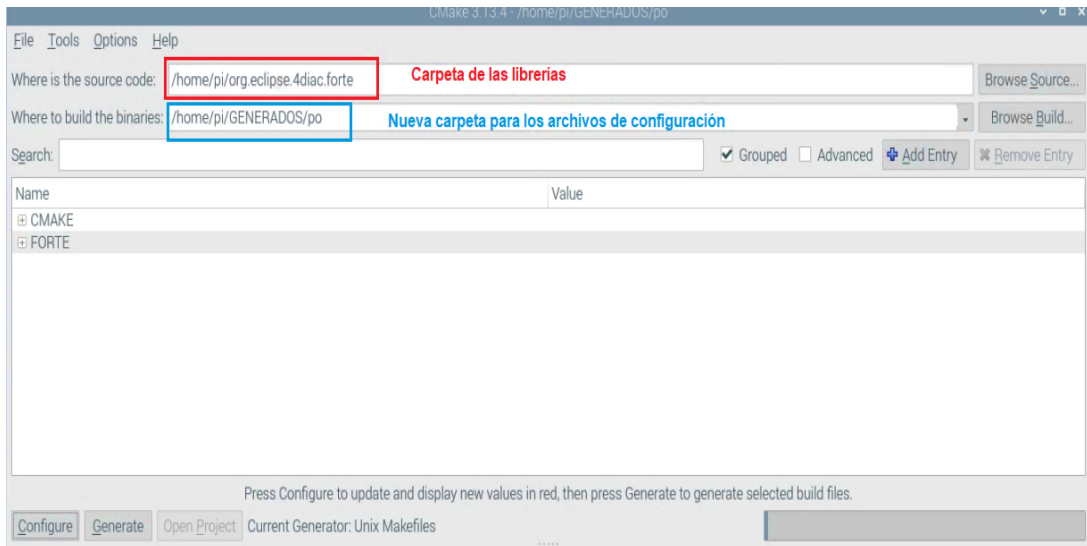 CMake 3.13.4 - /home/pi/GENERADOS/po
File Tools Options Help
Where is the source code: /home/pi/org.eclipse.4diac.forte Carpeta de las librerías Browse Source...
Where to build the binaries: /home/pi/GENERADOS/po Nueva carpeta para los archivos de configuración Browse Build...
Search: Grouped Advanced Add Entry Remove Entry
Name Value
CMAKE
FORTE
Press Configure to update and display new values in red, then press Generate to generate selected build files.
Configure Generate Open Project Current Generator: Unix Makefiles